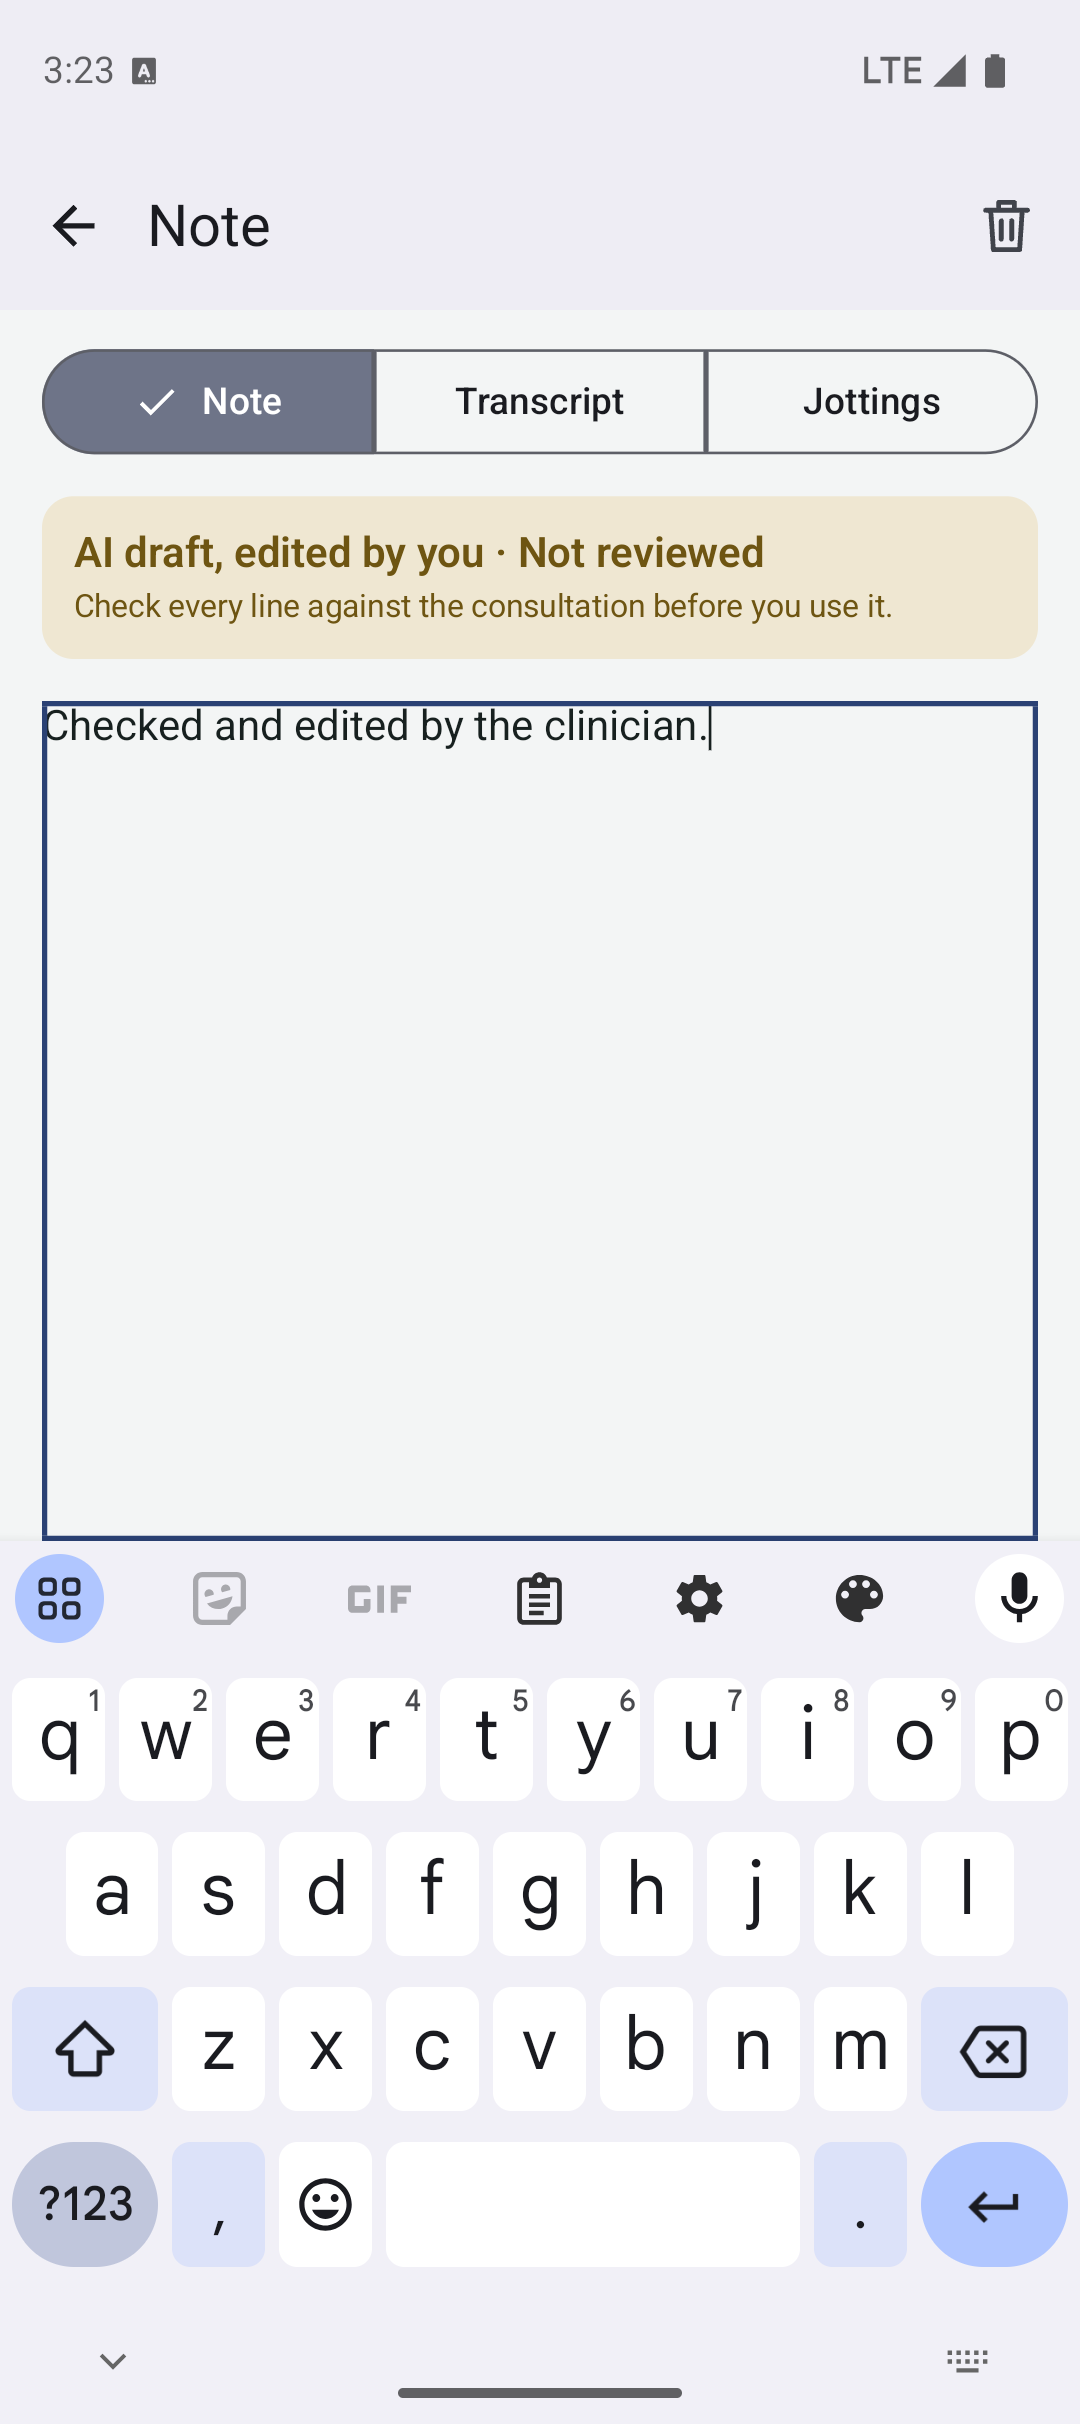 3:23 A
LTE
Note
Note
Transcript
Jottings
AI draft, edited by you · Not reviewed
Check every line against the consultation before you use it.
Checked and edited by the clinician.
GIF
q 1 w 2 e 3 r 4 t 5 y 6 u 7 i 8 o 9 p 0
a s d f g h j k l
z x c v b n m
?123 , .